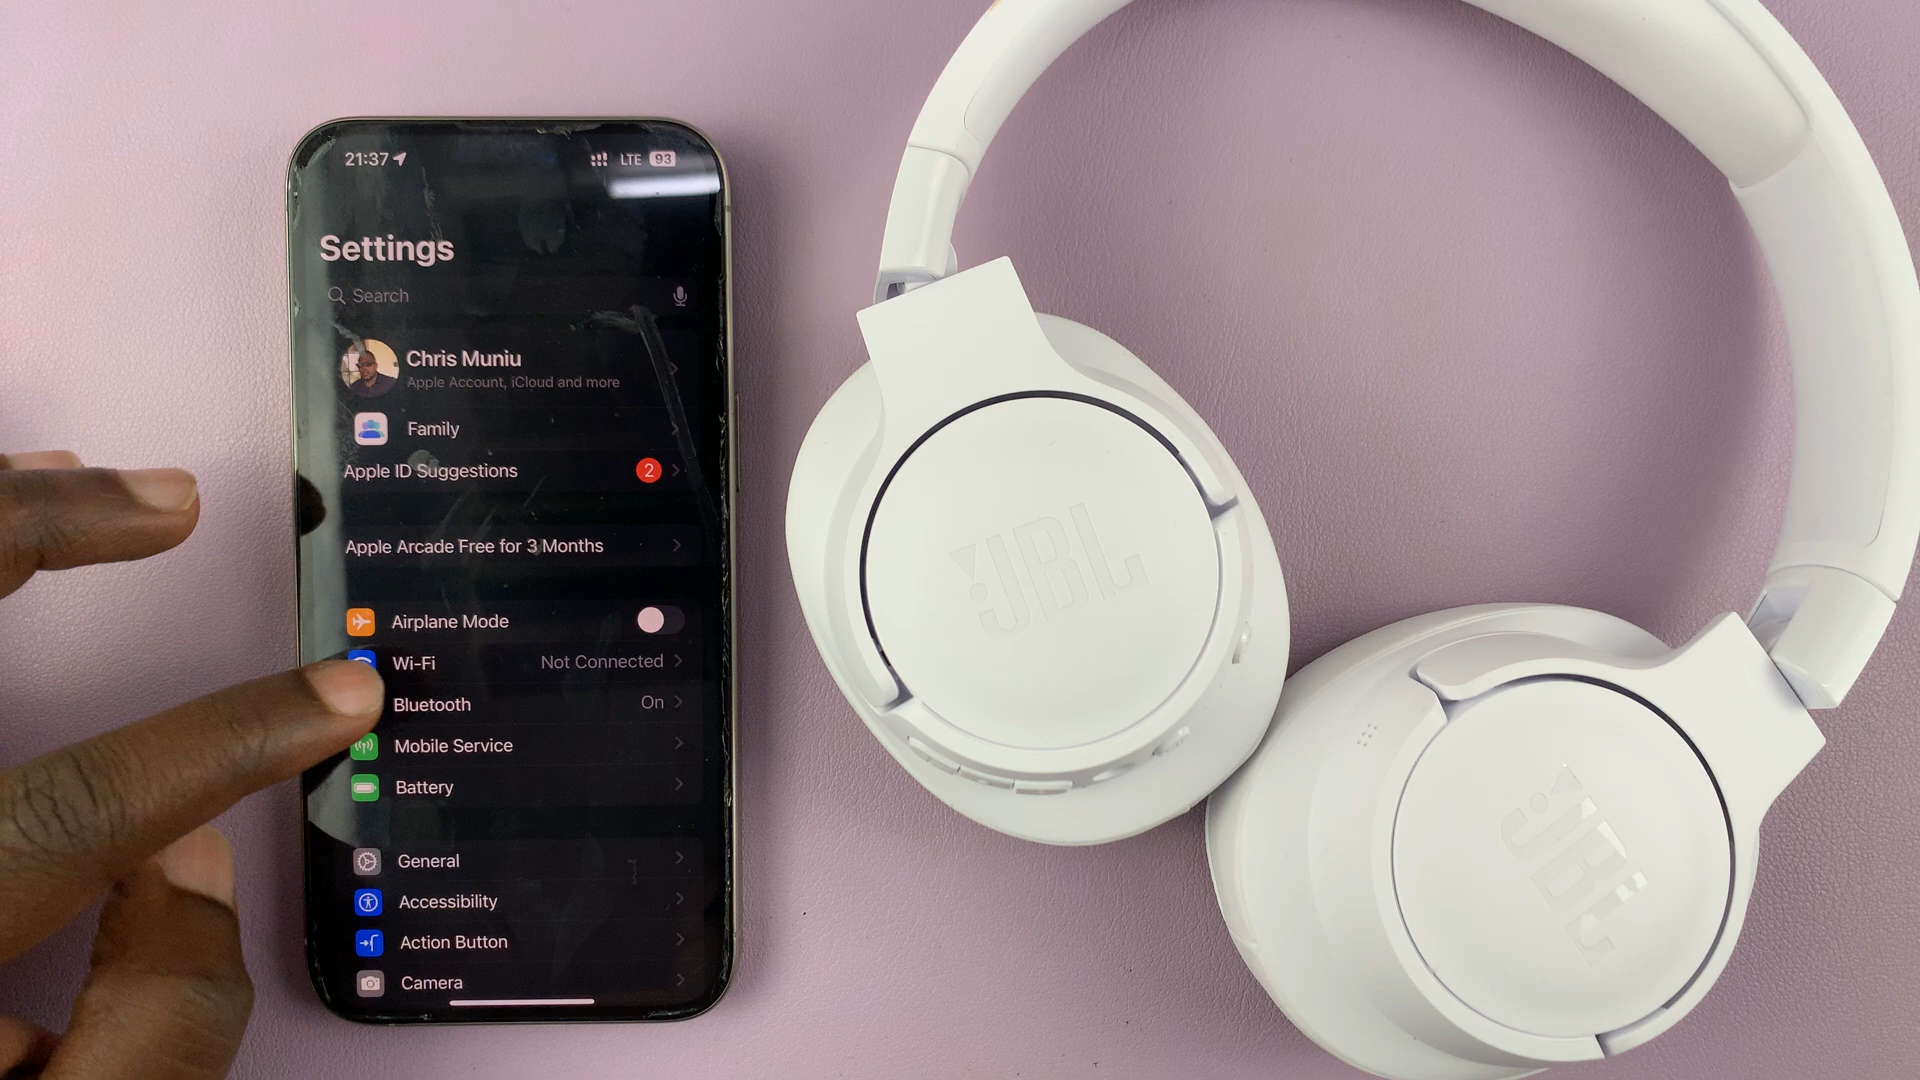 21:37 LTE 93
Settings
Search
Chris Muniu
Apple Account, iCloud and more
Family
Apple ID Suggestions 2
Apple Arcade Free for 3 Months
Airplane Mode
Wi-Fi Not Connected
Bluetooth On
Mobile Service
Battery
General
Accessibility
Action Button
Camera
JBL
JBL